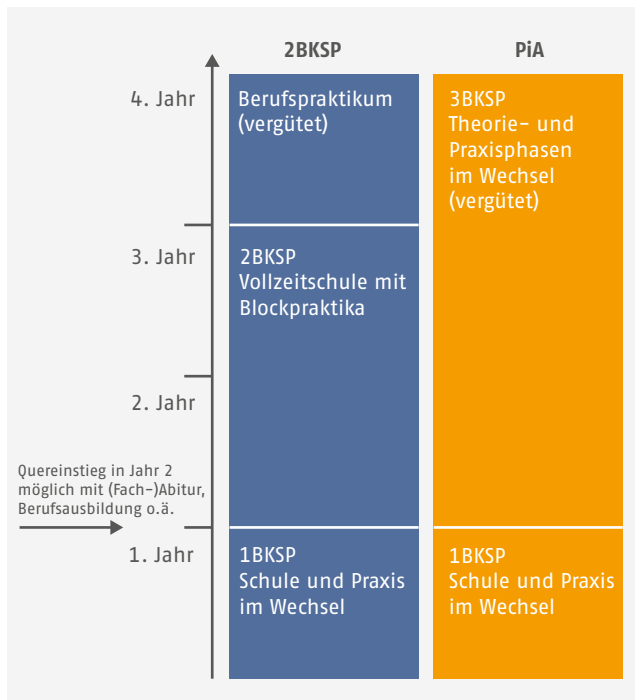 2BKSP
PiA
4. Jahr
Berufspraktikum
(vergütet)
3BKSP
Theorie- und
Praxisphasen
im Wechsel
(vergütet)
3. Jahr
2BKSP
Vollzeitschule mit
Blockpraktika
2. Jahr
Quereinstieg in Jahr 2
möglich mit (Fach-)Abitur,
Berufsausbildung o.ä.
1. Jahr
1BKSP
Schule und Praxis
im Wechsel
1BKSP
Schule und Praxis
im Wechsel